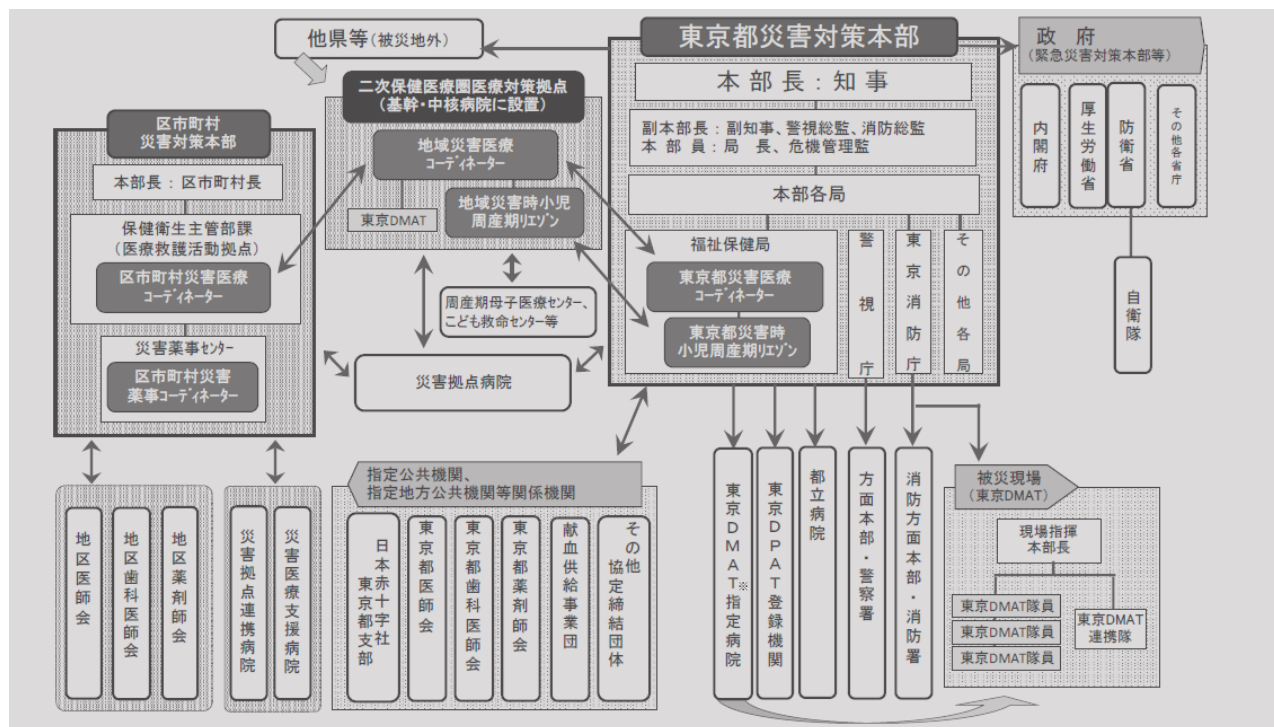 他県等(被災地外)
東京都災害対策本部
政 府
(緊急災害対策本部等)
本部長：知事
内閣府
厚生労働省
防衛省
その他各省庁
自衛隊
二次保健医療圏医療対策拠点
(基幹・中核病院に設置)
地域災害医療
コーディネーター
東京DMAT
地域災害時小児
周産期リエゾン
区市町村
災害対策本部
本部長：区市町村長
保健衛生主管部課
(医療救護活動拠点)
区市町村災害医療
コーディネーター
災害薬事センター
区市町村災害
薬事コーディネーター
副本部長：副知事、警視総監、消防総監
本 部 員：局 長、危機管理監
本部各局
福祉保健局
東京都災害医療
コーディネーター
東京都災害時
小児周産期リエゾン
警視庁
東京消防庁
その他各局
周産期母子医療センター、
こども救命センター等
災害拠点病院
地区医師会
地区歯科医師会
地区薬剤師会
災害拠点連携病院
災害医療支援病院
指定公共機関、
指定地方公共機関等関係機関
日本赤十字社
東京都支部
東京都医師会
東京都歯科医師会
東京都薬剤師会
献血供給事業団
その他
協定締結団体
東京DMAT※指定病院
東京DPAT登録機関
都立病院
方面本部・警察署
消防方面本部・消防署
被災現場
(東京DMAT)
現場指揮
本部長
東京DMAT隊員
東京DMAT隊員
東京DMAT隊員
東京DMAT
連携隊